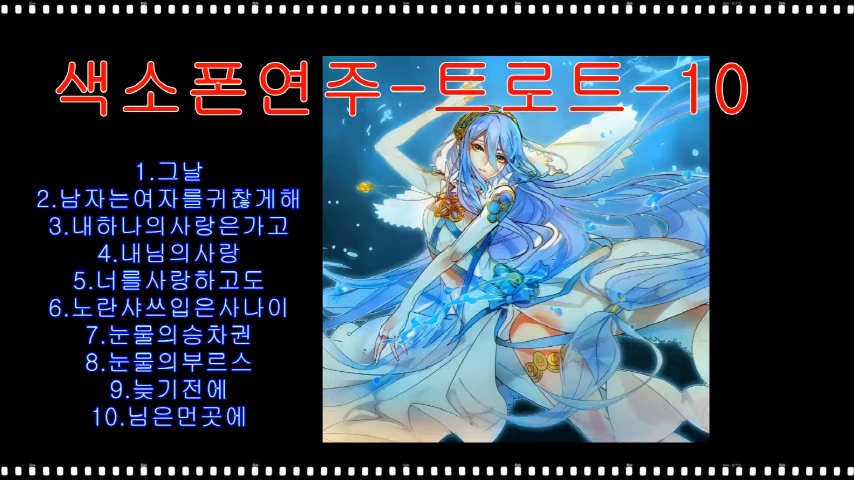 색소폰연주-트로트-10
1.그날
2.남자는여자를귀찮게해
3.내하나의사랑은가고
4.내님의사랑
5.너를사랑하고도
6.노란샤쓰입은사나이
7.눈물의승차권
8.눈물의부르스
9.늦기전에
10.님은먼곳에